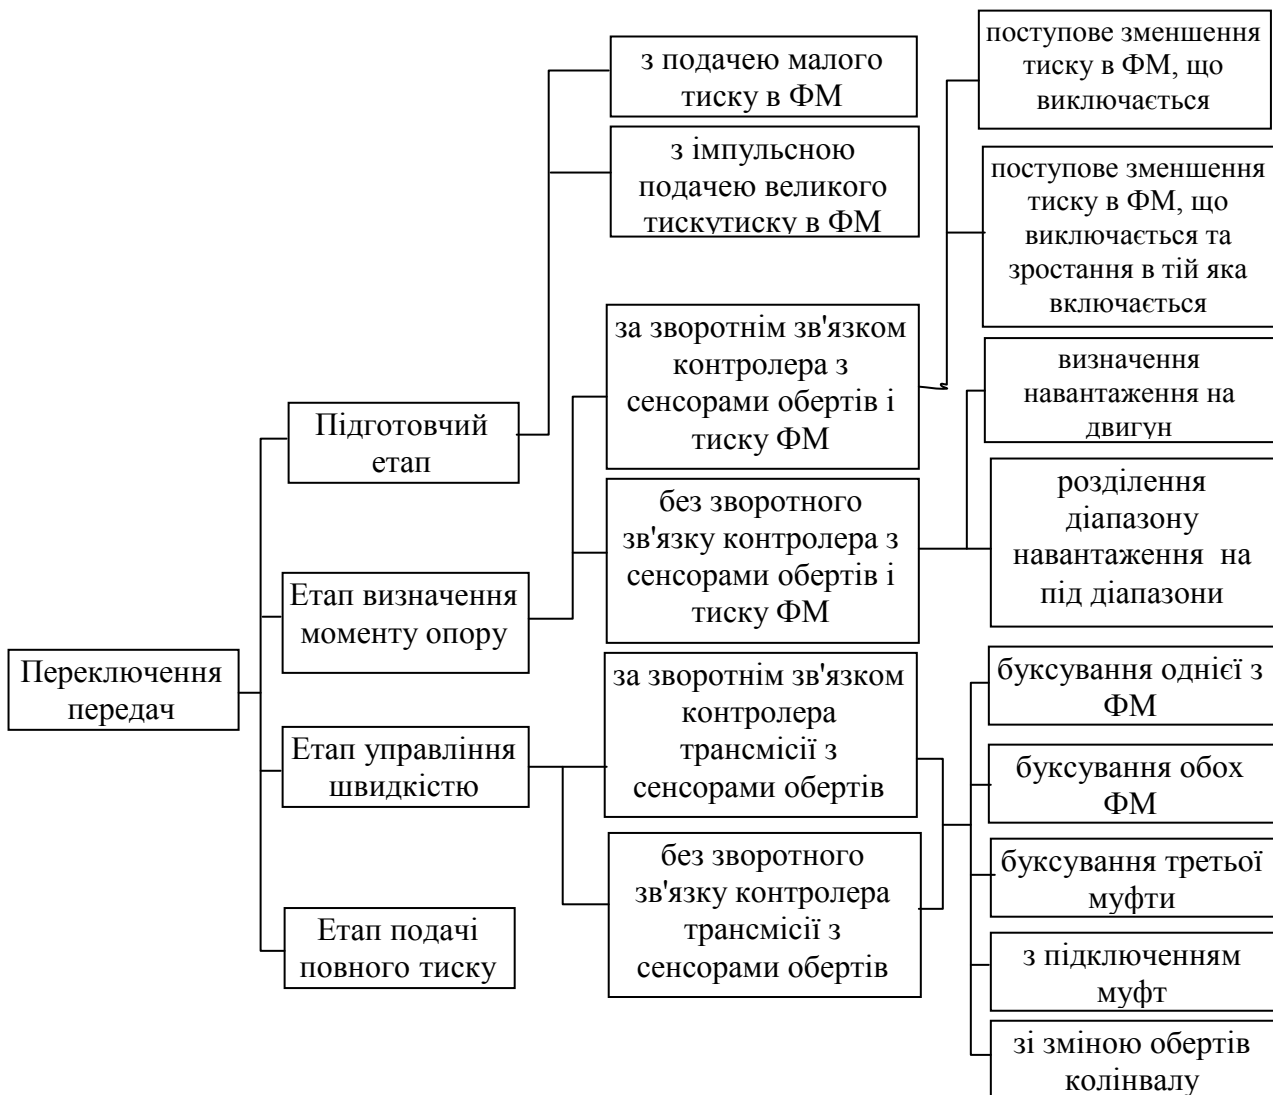 Переключення
передач
Підготовчий
етап
Етап визначення
моменту опору
Етап управління
швидкістю
Етап подачі
повного тиску
з подачею малого
тиску в ФМ
з імпульсною
подачею великого
тискутиску в ФМ
за зворотнім зв'язком
контролера з
сенсорами обертів і
тиску ФМ
без зворотного
зв'язку контролера з
сенсорами обертів і
тиску ФМ
за зворотнім зв'язком
контролера
трансмісії з
сенсорами обертів
без зворотного
зв'язку контролера
трансмісії з
сенсорами обертів
поступове зменшення
тиску в ФМ, що
виключається
поступове зменшення
тиску в ФМ, що
виключається та
зростання в тій яка
включається
визначення
навантаження на
двигун
розділення
діапазону
навантаження на
під діапазони
буксування однієї з
ФМ
буксування обох
ФМ
буксування третьої
муфти
з підключенням
муфт
зі зміною обертів
колінвалу